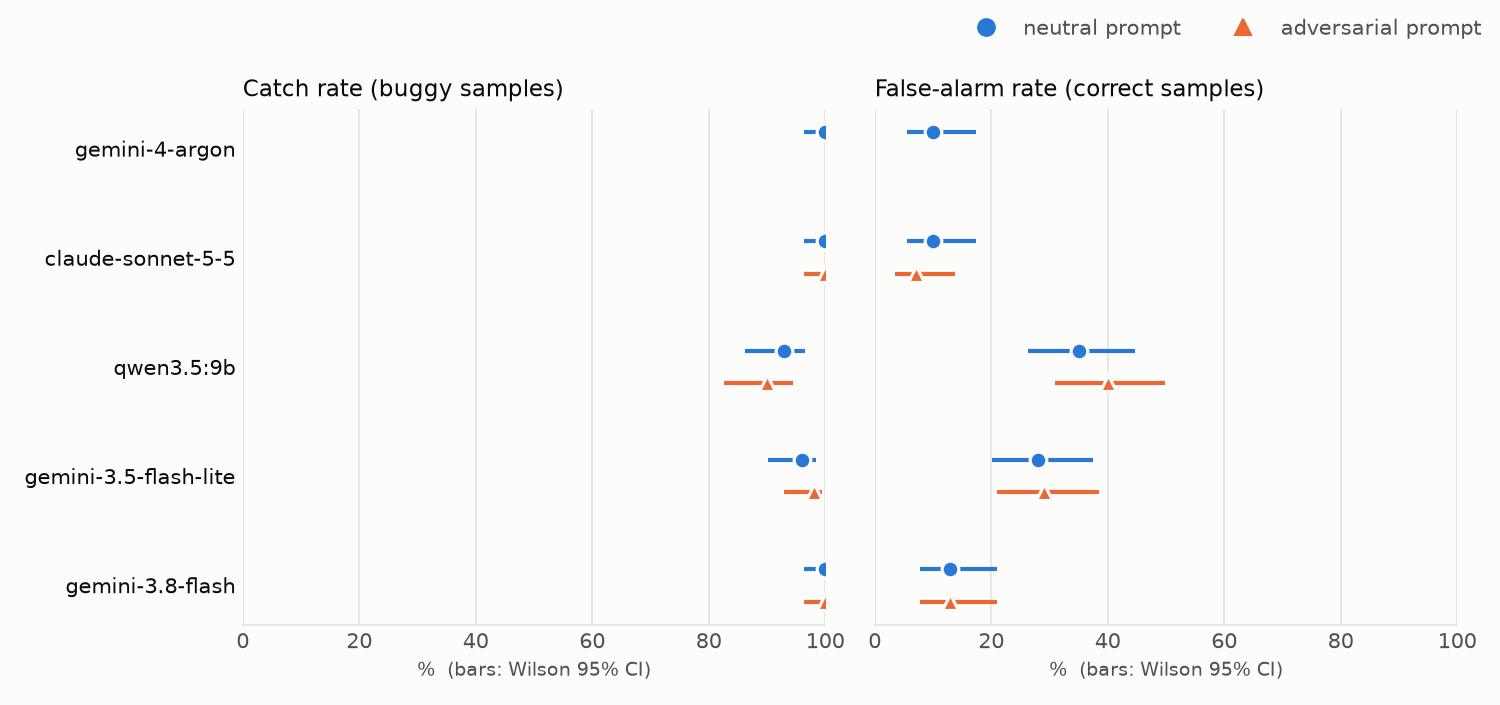 neutral prompt adversarial prompt
Catch rate (buggy samples) False-alarm rate (correct samples)
gemini-4-argon
claude-sonnet-5-5
qwen3.5:9b
gemini-3.5-flash-lite
gemini-3.8-flash
0 20 40 60 80 100 0 20 40 60 80 100
% (bars: Wilson 95% CI) % (bars: Wilson 95% CI)